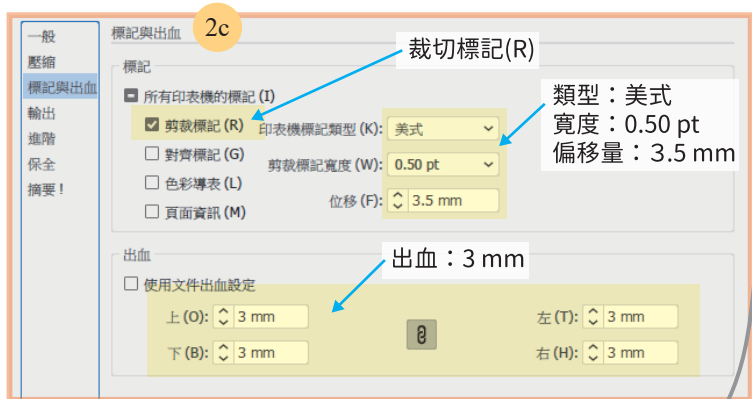 一般
壓縮
標記與出血
輸出
進階
保全
摘要!
標記與出血
2c
標記
所有印表機的標記 (I)
剪裁標記 (R)
對齊標記 (G)
色彩導表 (L)
頁面資訊 (M)
印表機標記類型 (K): 美式
剪裁標記寬度 (W): 0.50 pt
位移 (F): 3.5 mm
裁切標記(R)
類型：美式
寬度：0.50 pt
偏移量：3.5 mm
出血
出血：3 mm
使用文件出血設定
上 (O): 3 mm
下 (B): 3 mm
左 (T): 3 mm
右 (H): 3 mm